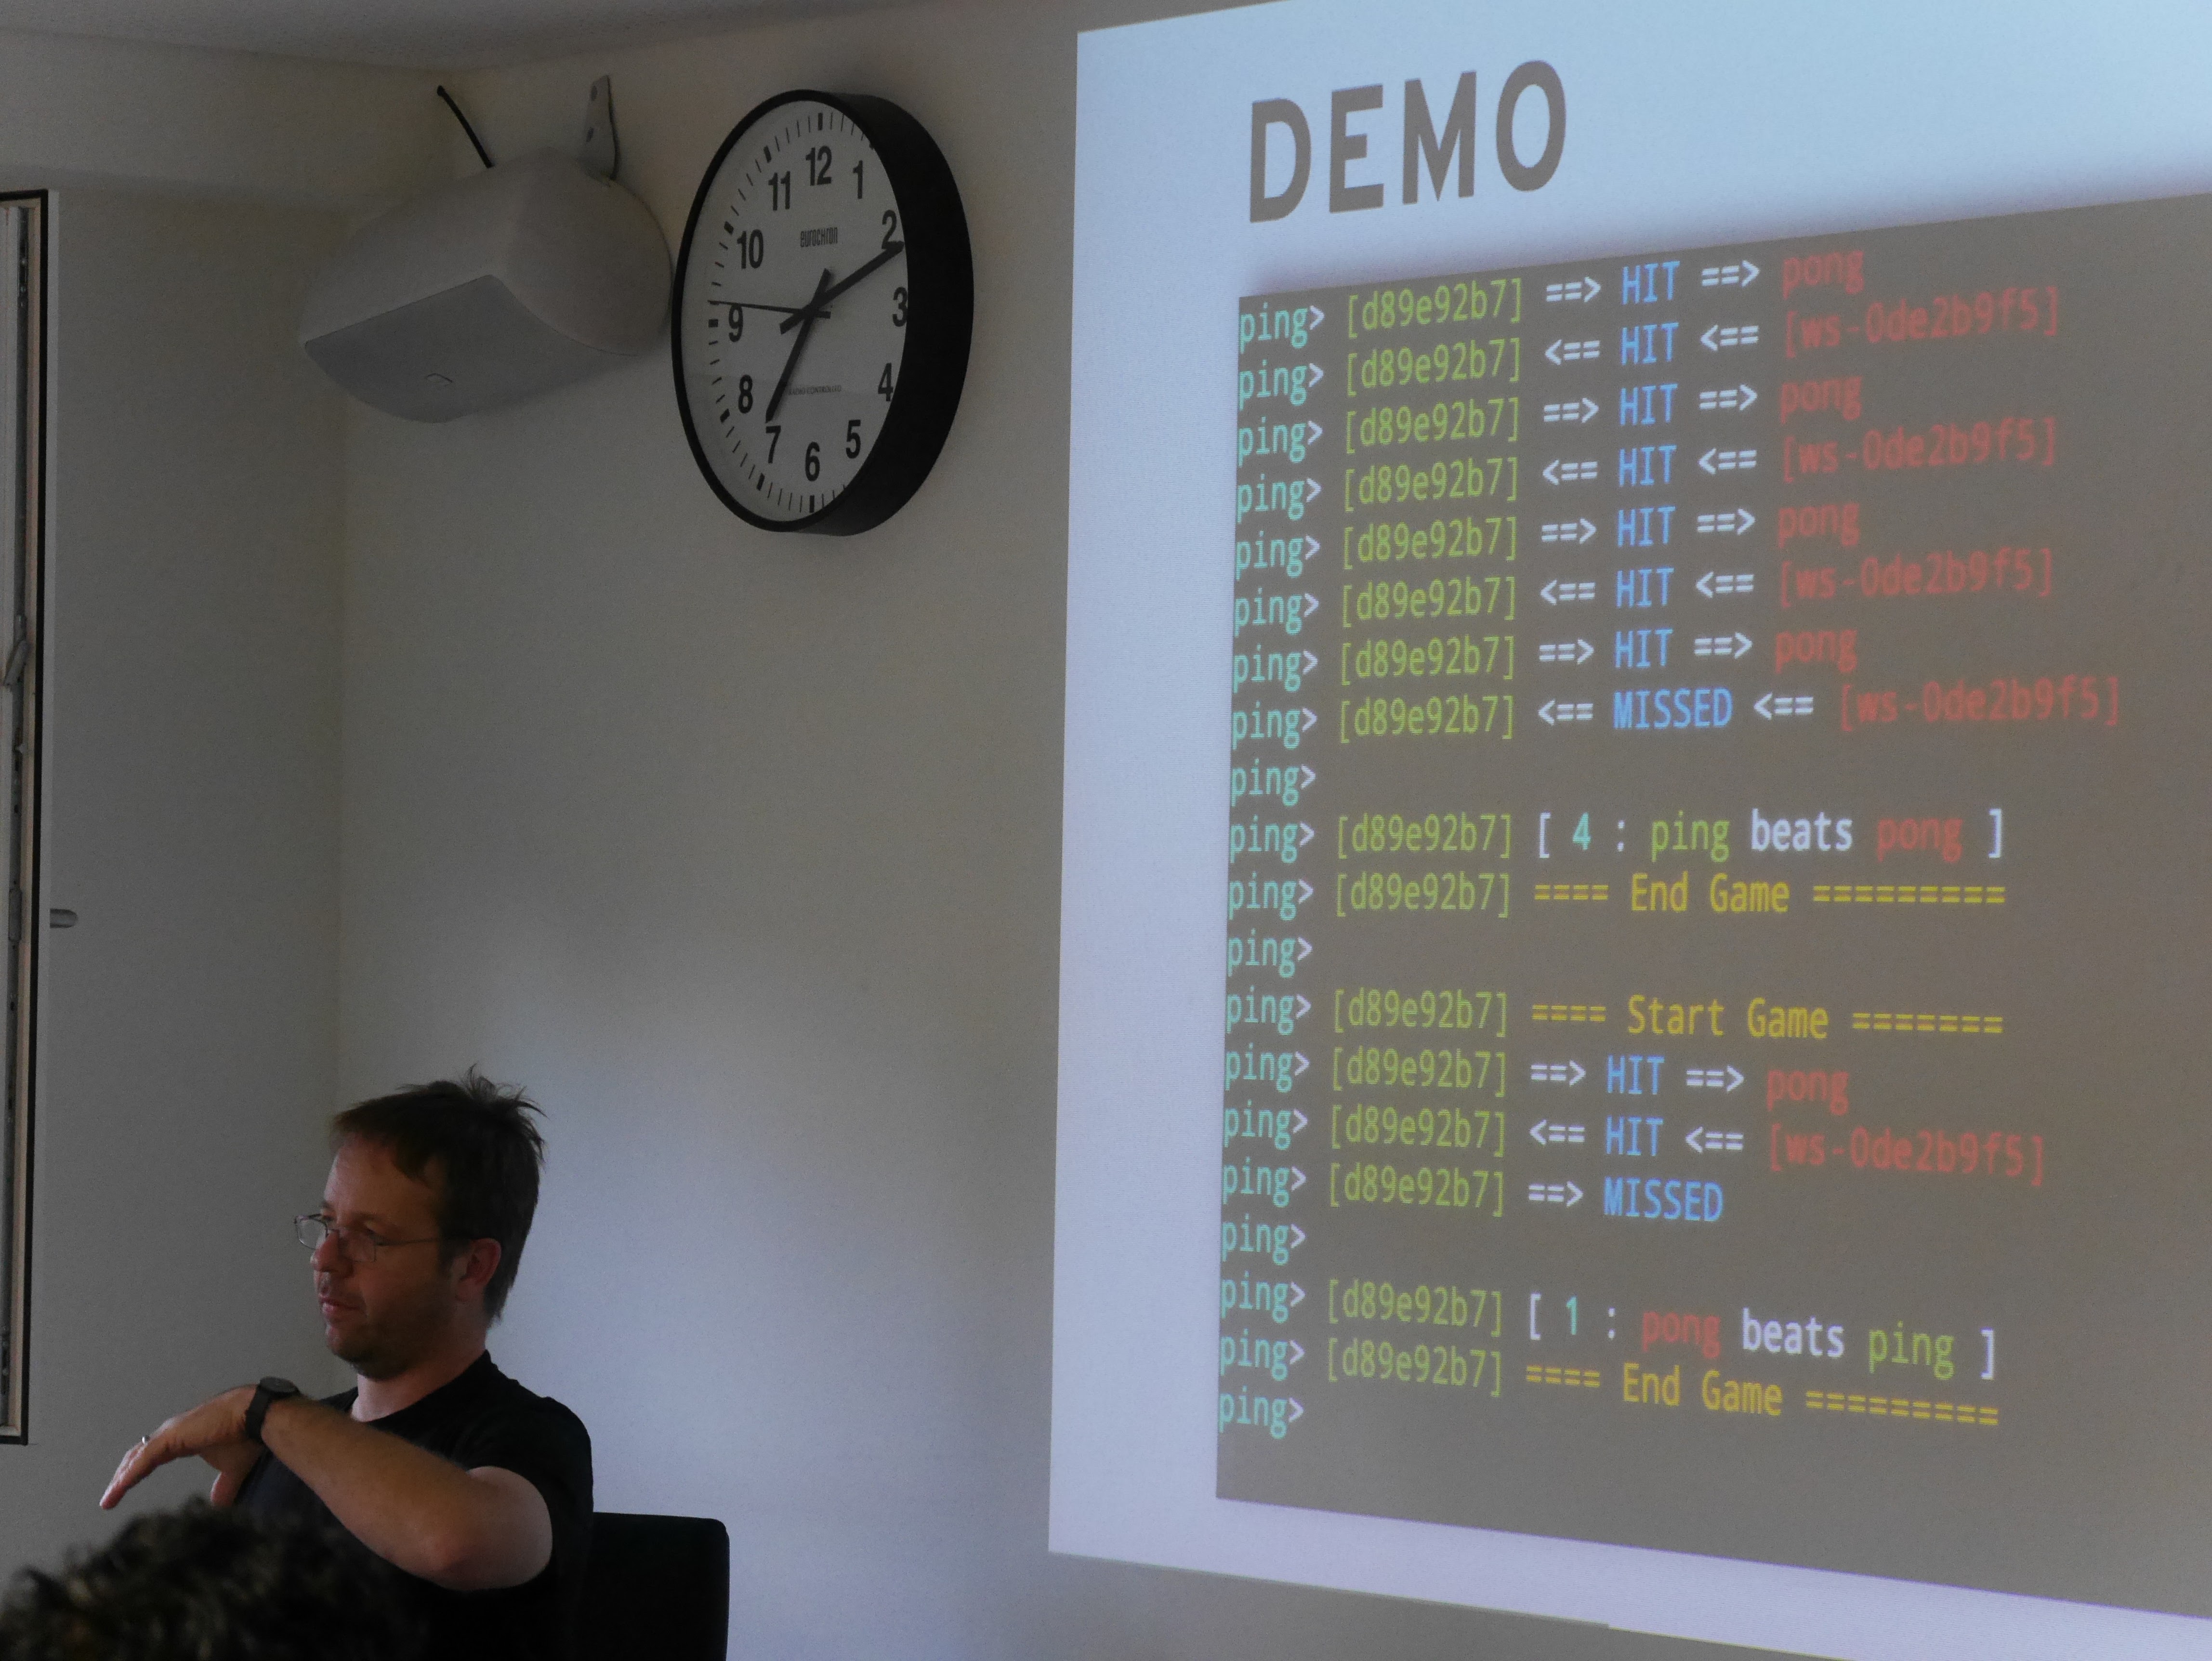 12
1
2
3
4
5
6
7
8
9
10
11
eurochron
DEMO
ping> [d89e92b7] ==> HIT ==> pong
ping> [d89e92b7] <== HIT <== [ws-0de2b9f5]
ping> [d89e92b7] ==> HIT ==> pong
ping> [d89e92b7] <== HIT <== [ws-0de2b9f5]
ping> [d89e92b7] ==> HIT ==> pong
ping> [d89e92b7] <== HIT <== [ws-0de2b9f5]
ping> [d89e92b7] ==> HIT ==> pong
ping> [d89e92b7] <== MISSED <== [ws-0de2b9f5]
ping>
ping> [d89e92b7] [ 4 : ping beats pong ]
ping> [d89e92b7] ==== End Game =========
ping>
ping> [d89e92b7] ==== Start Game =======
ping> [d89e92b7] ==> HIT ==> pong
ping> [d89e92b7] <== HIT <== [ws-0de2b9f5]
ping> [d89e92b7] ==> MISSED
ping>
ping> [d89e92b7] [ 1 : pong beats ping ]
ping> [d89e92b7] ==== End Game =========
ping>